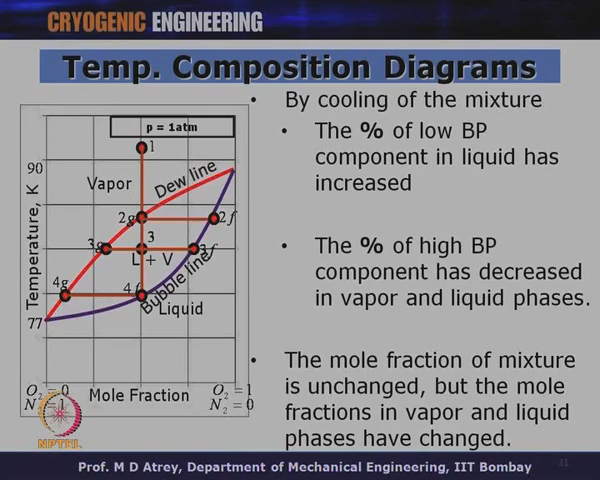 CRYOGENIC ENGINEERING
Temp. Composition Diagrams
p = 1atm
1
90
Vapor
Dew line
2g
2f
3g
3
3f
L + V
Bubble line
4g
4f
Liquid
77
Temperature, K
O2 = 0
N2 = 1
Mole Fraction
O2 = 1
N2 = 0
NPTEL
• By cooling of the mixture
• The % of low BP
component in liquid has
increased
• The % of high BP
component has decreased
in vapor and liquid phases.
• The mole fraction of mixture
is unchanged, but the mole
fractions in vapor and liquid
phases have changed.
Prof. M D Atrey, Department of Mechanical Engineering, IIT Bombay
31